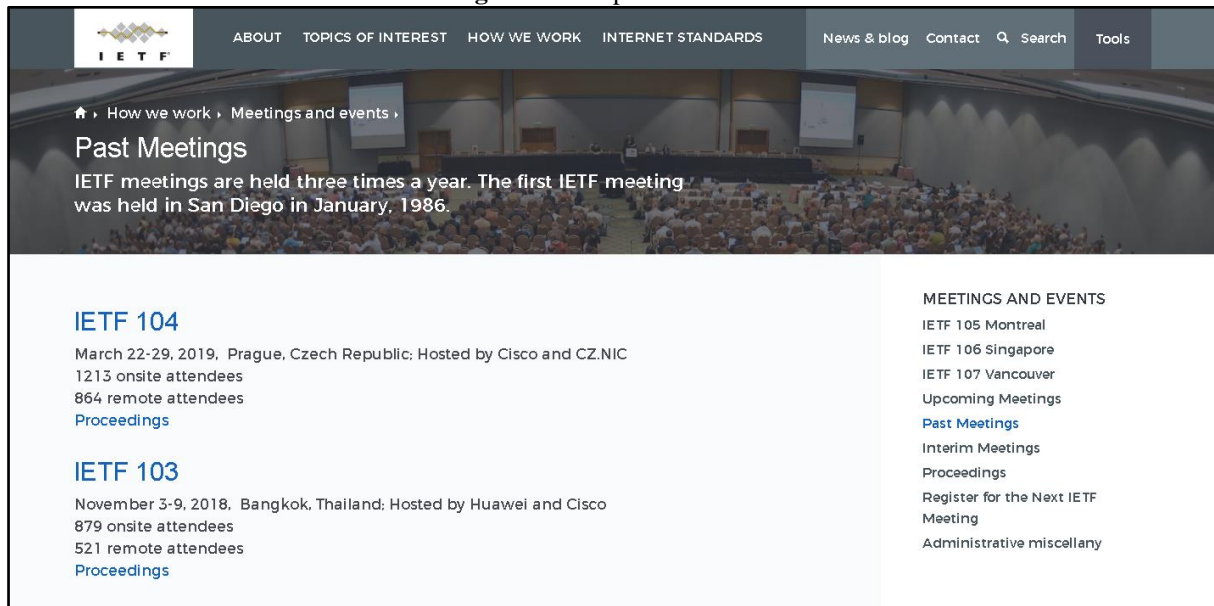 IETF
ABOUT TOPICS OF INTEREST HOW WE WORK INTERNET STANDARDS News & blog Contact Search Tools
How we work › Meetings and events ›
Past Meetings
IETF meetings are held three times a year. The first IETF meeting
was held in San Diego in January, 1986.
IETF 104
March 22-29, 2019, Prague, Czech Republic; Hosted by Cisco and CZ.NIC
1213 onsite attendees
864 remote attendees
Proceedings
IETF 103
November 3-9, 2018, Bangkok, Thailand; Hosted by Huawei and Cisco
879 onsite attendees
521 remote attendees
Proceedings
MEETINGS AND EVENTS
IETF 105 Montreal
IETF 106 Singapore
IETF 107 Vancouver
Upcoming Meetings
Past Meetings
Interim Meetings
Proceedings
Register for the Next IETF
Meeting
Administrative miscellany